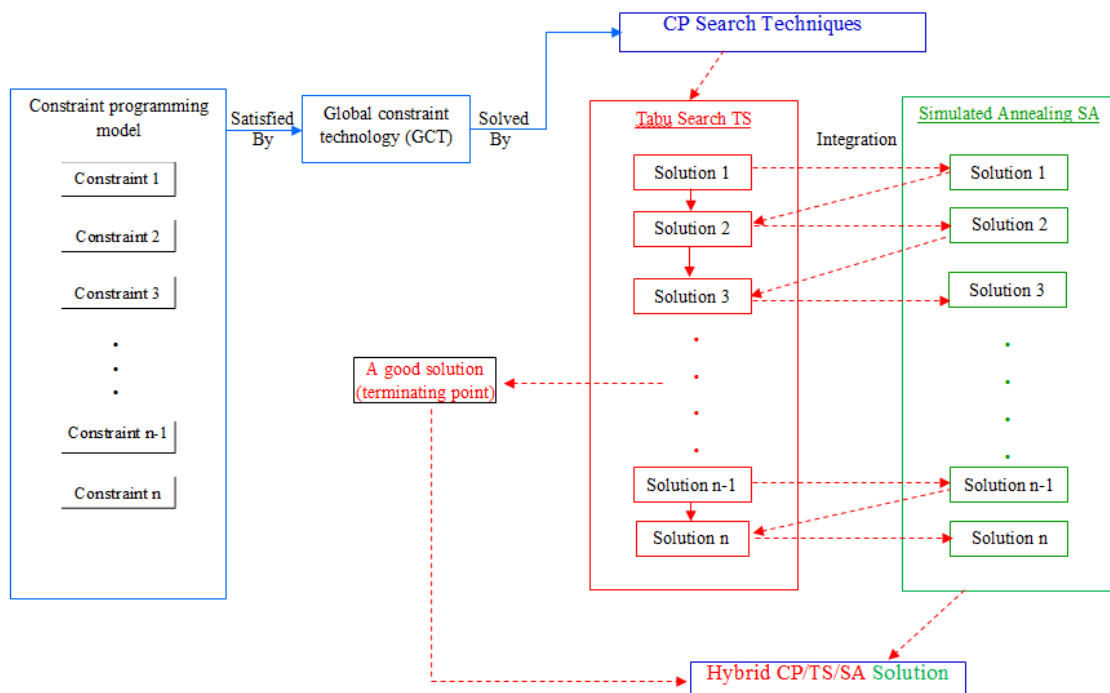 CP Search Techniques
Constraint programming
model
Constraint 1
Constraint 2
Constraint 3
Constraint n-1
Constraint n
Satisfied
By
Global constraint
technology (GCT)
Solved
By
Tabu Search TS
Solution 1
Solution 2
Solution 3
Solution n-1
Solution n
Integration
Simulated Annealing SA
Solution 1
Solution 2
Solution 3
Solution n-1
Solution n
A good solution
(terminating point)
Hybrid CP/TS/SA Solution